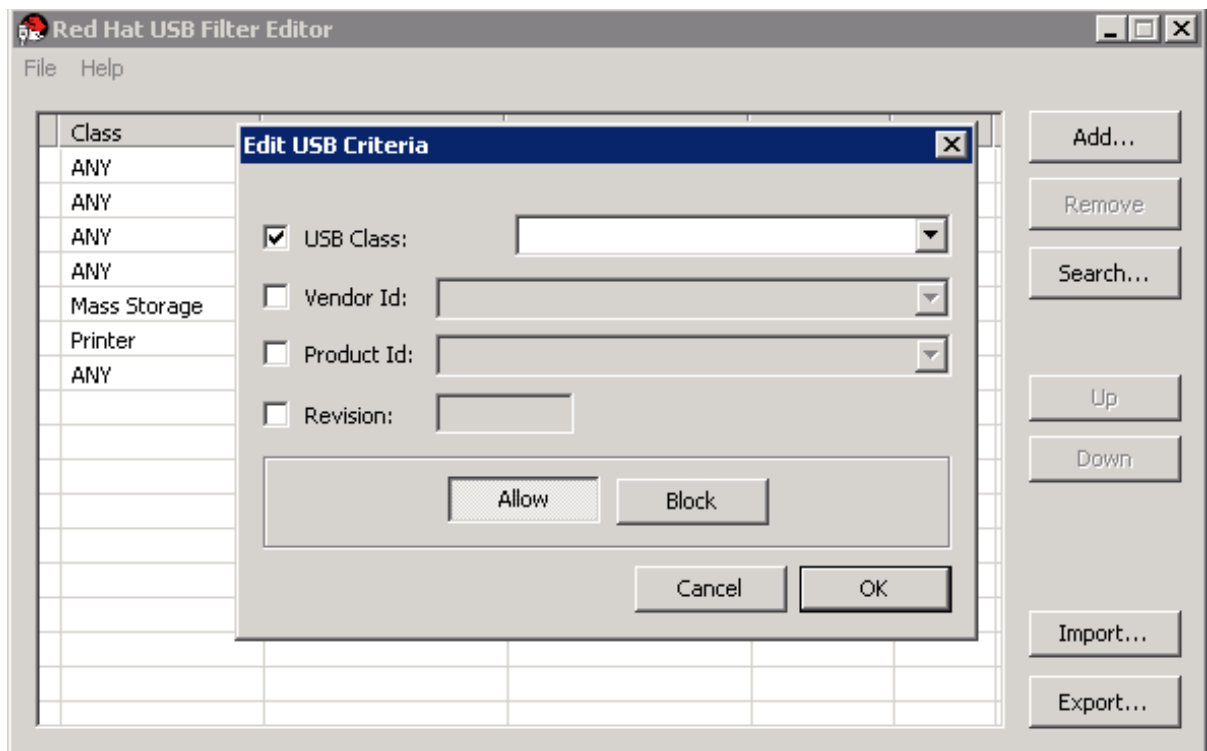 Red Hat USB Filter Editor
File Help
Class
ANY
ANY
ANY
ANY
Mass Storage
Printer
ANY
Edit USB Criteria
USB Class:
Vendor Id:
Product Id:
Revision:
Allow Block
Cancel OK
Add...
Remove
Search...
Up
Down
Import...
Export...